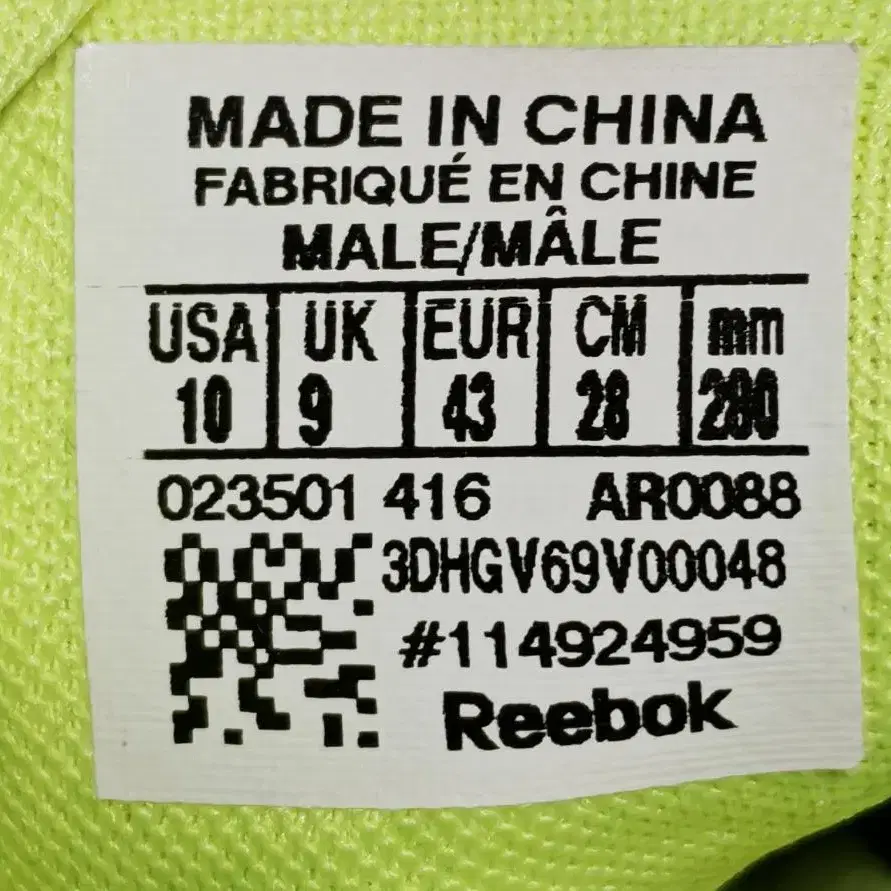 MADE IN CHINA
FABRIQUÉ EN CHINE
MALE/MÂLE
USA UK EUR CM mm
10 9 43 28 280
023501 416 AR0088
3DHGV69V00048
#114924959
Reebok